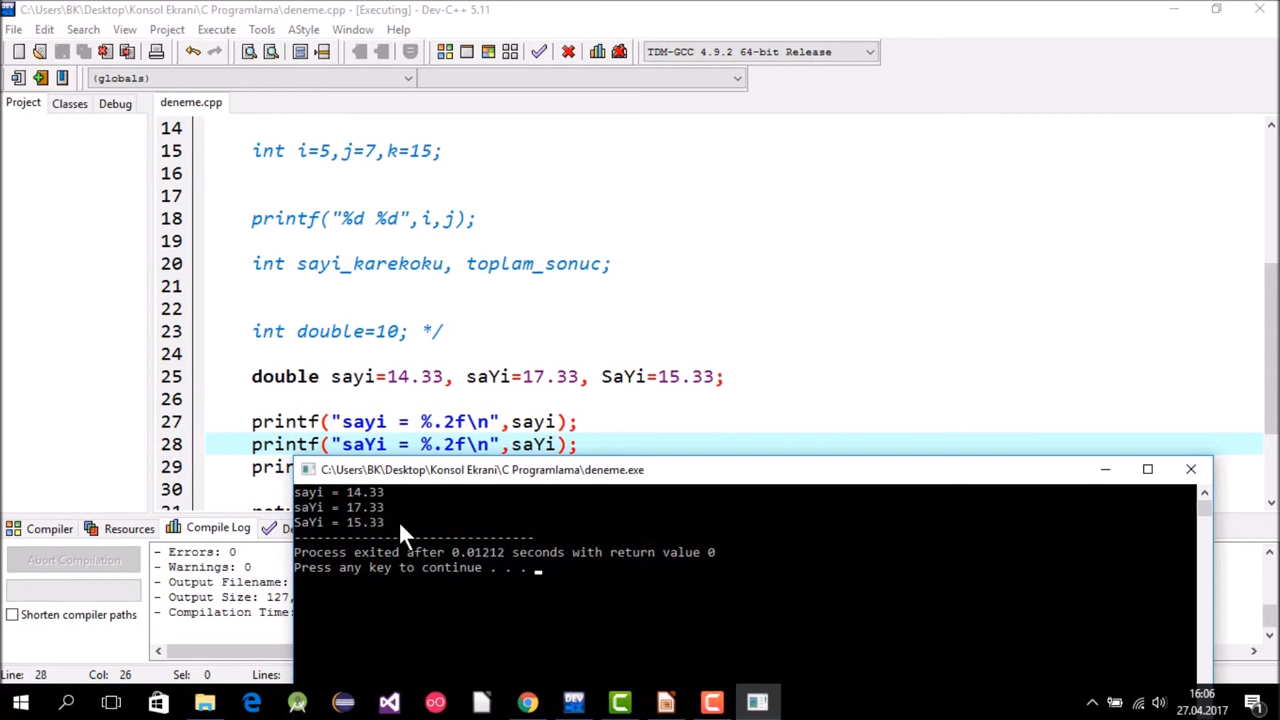 C:\Users\BK\Desktop\Konsol Ekrani\C Programlama\deneme.cpp - [Executing] - Dev-C++ 5.11
File Edit Search View Project Execute Tools AStyle Window Help
TDM-GCC 4.9.2 64-bit Release
(globals)
Project Classes Debug
deneme.cpp
14
15 int i=5,j=7,k=15;
16
17
18 printf("%d %d",i,j);
19
20 int sayi_karekoku, toplam_sonuc;
21
22
23 int double=10; */
24
25 double sayi=14.33, saYi=17.33, SaYi=15.33;
26
27 printf("sayi = %.2f\n",sayi);
28 printf("saYi = %.2f\n",saYi);
29 prin
30
Compiler Resources Compile Log De
Abort Compilation
Shorten compiler paths
- Errors: 0
- Warnings: 0
- Output Filename:
- Output Size: 127,
- Compilation Time:
C:\Users\BK\Desktop\Konsol Ekrani\C Programlama\deneme.exe
sayi = 14.33
saYi = 17.33
SaYi = 15.33
--------------------------------
Process exited after 0.01212 seconds with return value 0
Press any key to continue . . .
Line: 28 Col: 26 Sel: 0 Lines:
DEV
16:06
27.04.2017
1